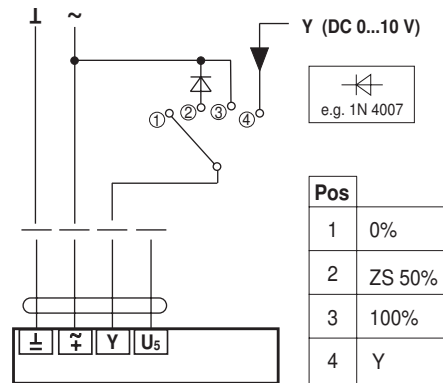 ⊥ ~
Y (DC 0...10 V)
① ② ③ ④
e.g. 1N 4007
Pos
1 0%
2 ZS 50%
3 100%
4 Y
Y U5